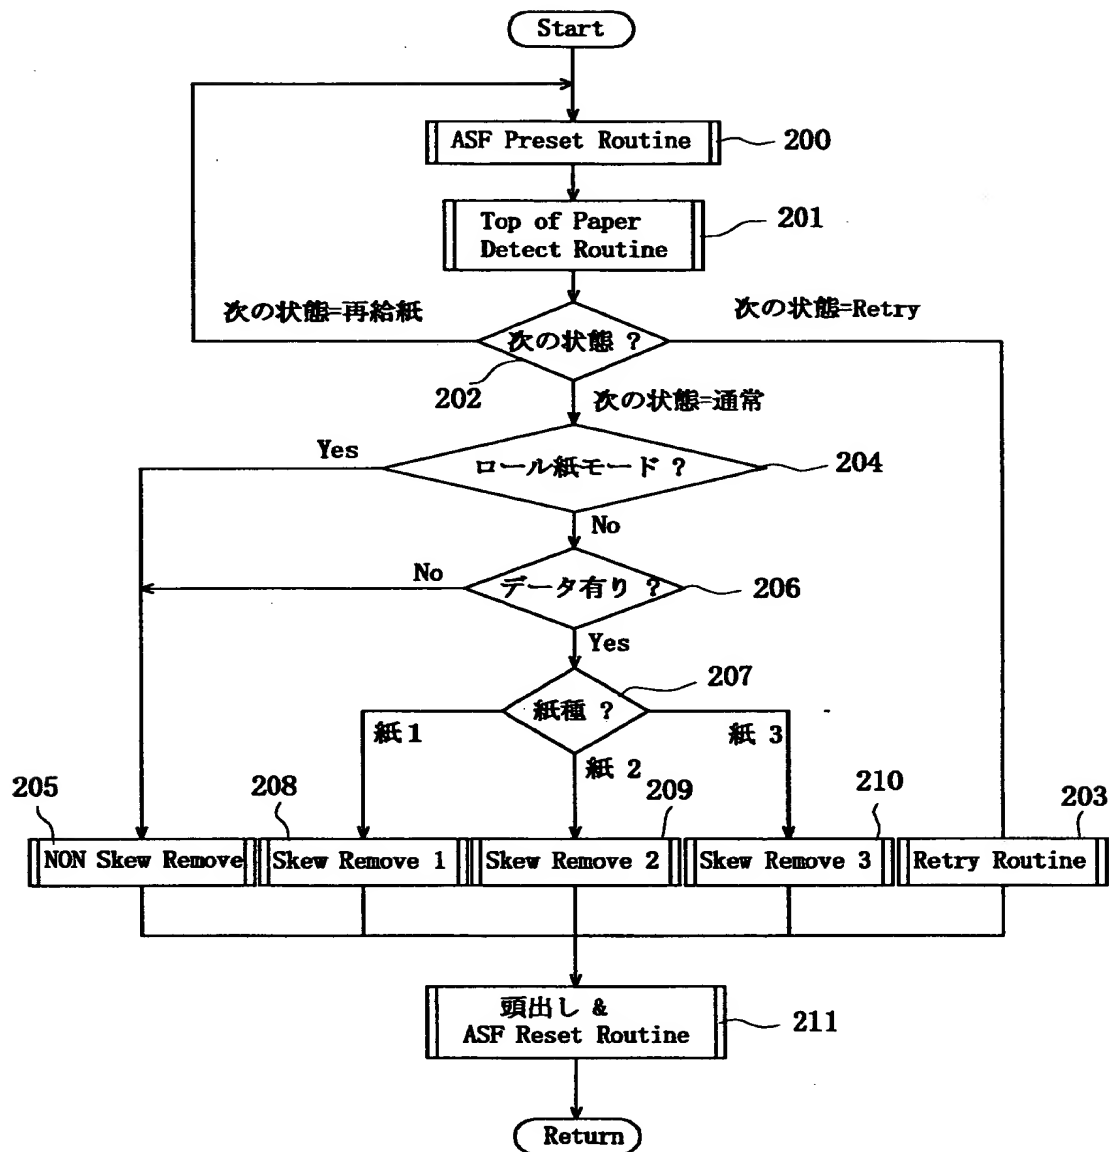 Start
ASF Preset Routine
200
Top of Paper
Detect Routine
201
次の状態=再給紙
次の状態=Retry
次の状態 ?
202
次の状態=通常
Yes
ロール紙モード ?
204
No
No
データ有り ?
206
Yes
207
紙種 ?
紙1
紙 2
紙 3
205
208
209
210
203
NON Skew Remove
Skew Remove 1
Skew Remove 2
Skew Remove 3
Retry Routine
頭出し &
ASF Reset Routine
211
Return